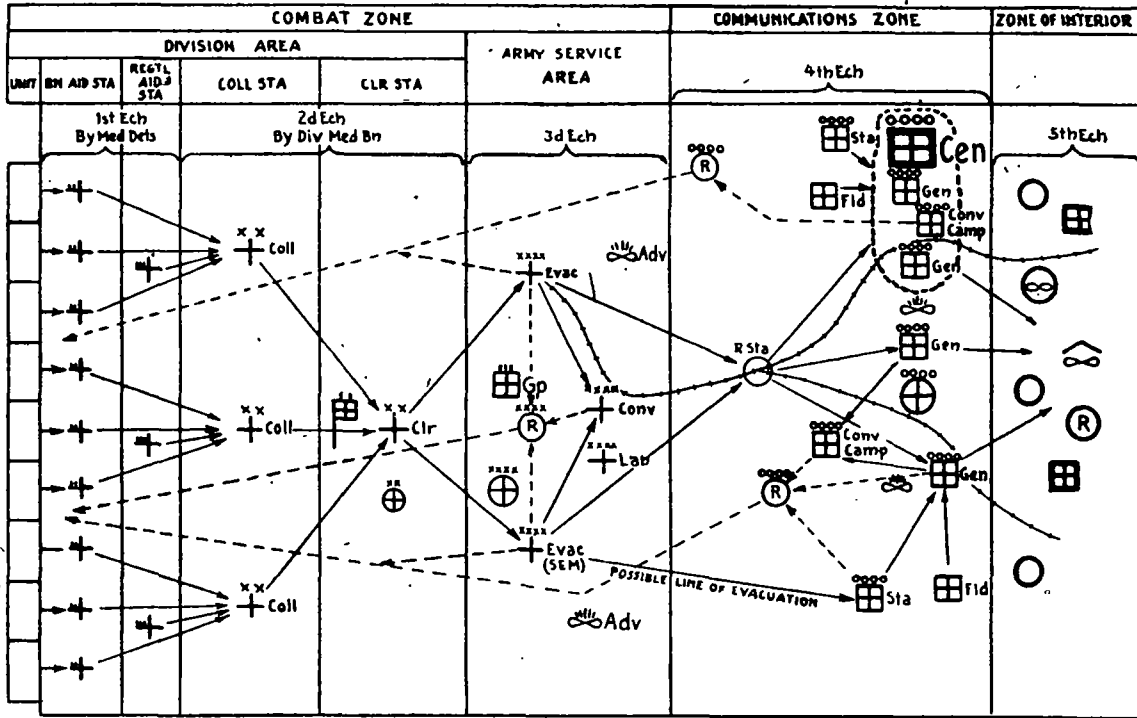 COMBAT ZONE
COMMUNICATIONS ZONE
ZONE OF INTERIOR
DIVISION AREA
ARMY SERVICE
AREA
UNIT
BN AID STA
REGTL
AID
STA
COLL STA
CLR STA
4th Ech
1st Ech
By Med Dets
2d Ech
By Div Med Bn
3d Ech
5th Ech
Sta
Cen
R
Fld
Gen
Conv
Camp
Coll
Adv
Evac
Gen
R Sta
Gen
Gp
Conv
Coll
Clr
R
Lab
Conv
Camp
R
Gen
R
Evac
(SEM)
POSSIBLE LINE OF EVACUATION
Coll
Sta
Fld
Adv